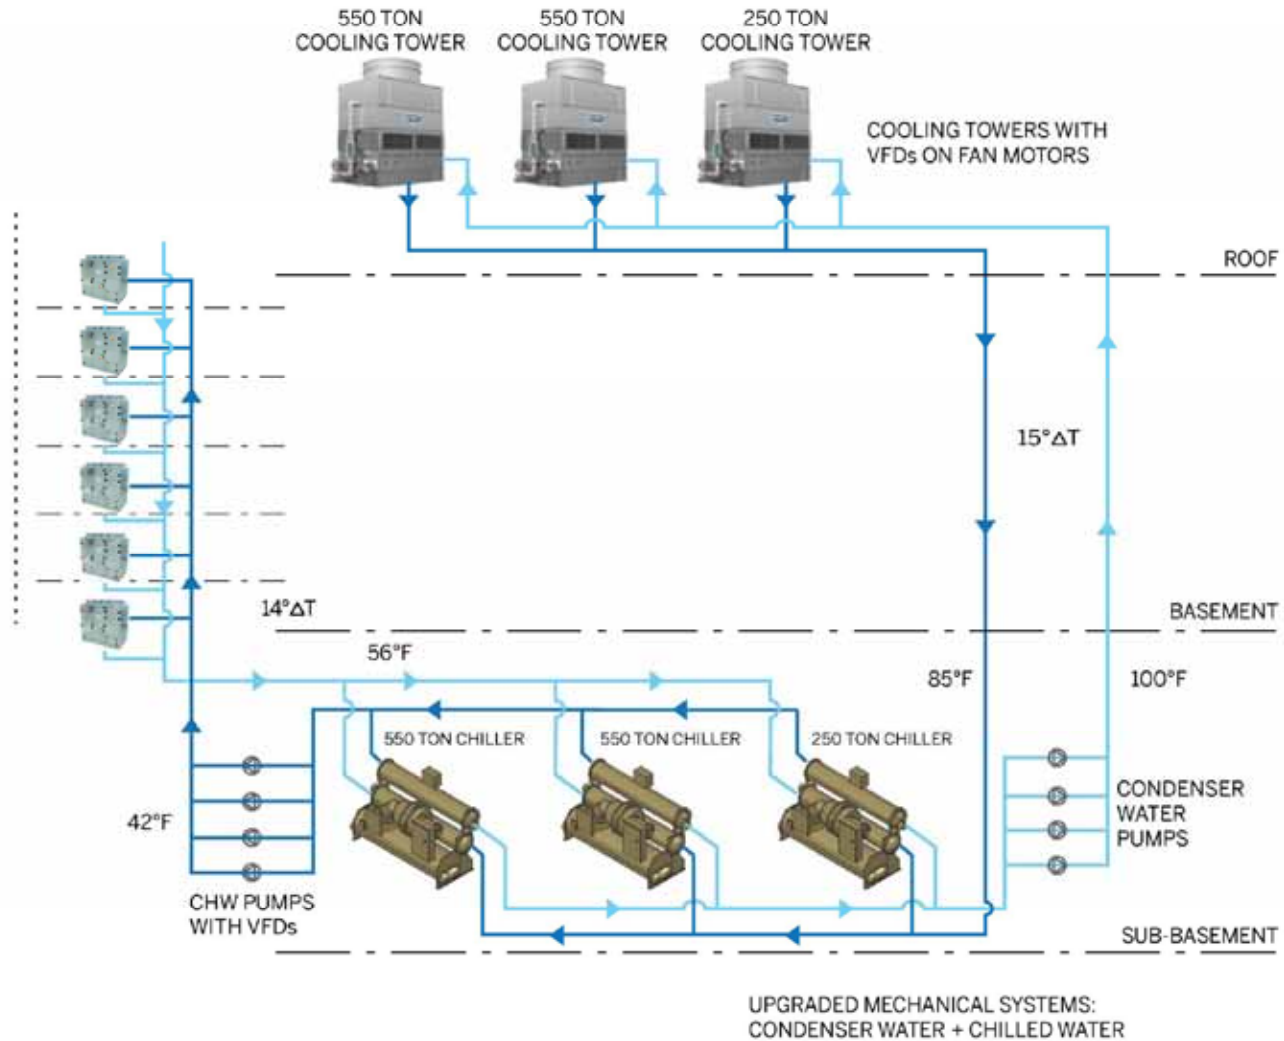 550 TON
COOLING TOWER
550 TON
COOLING TOWER
250 TON
COOLING TOWER
COOLING TOWERS WITH
VFDs ON FAN MOTORS
ROOF
15°ΔT
14°ΔT
BASEMENT
56°F
85°F
100°F
550 TON CHILLER
550 TON CHILLER
250 TON CHILLER
42°F
CONDENSER
WATER
PUMPS
CHW PUMPS
WITH VFDs
SUB-BASEMENT
UPGRADED MECHANICAL SYSTEMS:
CONDENSER WATER + CHILLED WATER